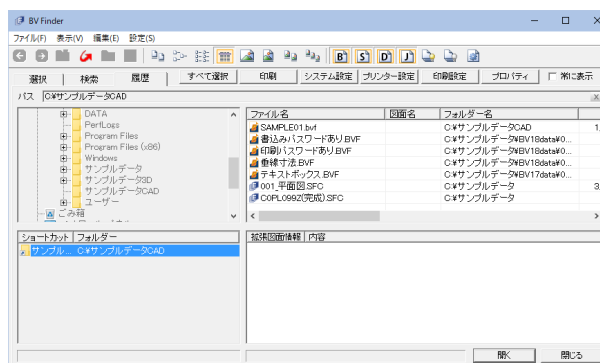 BV Finder
ファイル(F) 表示(V) 編集(E) 設定(S)
B S D J
選択 検索 履歴 すべて選択 印刷 システム設定 プリンター設定 印刷設定 プロパティ 常に表示
パス C:¥サンプルデータCAD
DATA
PerfLogs
Program Files
Program Files (x86)
Windows
サンプルデータ
サンプルデータ3D
サンプルデータCAD
ユーザー
ごみ箱
ファイル名 図面名 フォルダー名
SAMPLE01.bvf C:¥サンプルデータCAD 1,
書込みパスワードあり.BVF C:¥サンプルデータ¥BV18data¥0...
印刷パスワードあり.BVF C:¥サンプルデータ¥BV18data¥0...
垂線寸法.BVF C:¥サンプルデータ¥BV18data¥0...
テキストボックス.BVF C:¥サンプルデータ¥BV17data¥0...
001_平面図.SFC C:¥サンプルデータ 3,
COPL099Z(完成).SFC C:¥サンプルデータ
ショートカット フォルダー
サンプル... C:¥サンプルデータCAD
拡張図面情報 内容
開く 閉じる